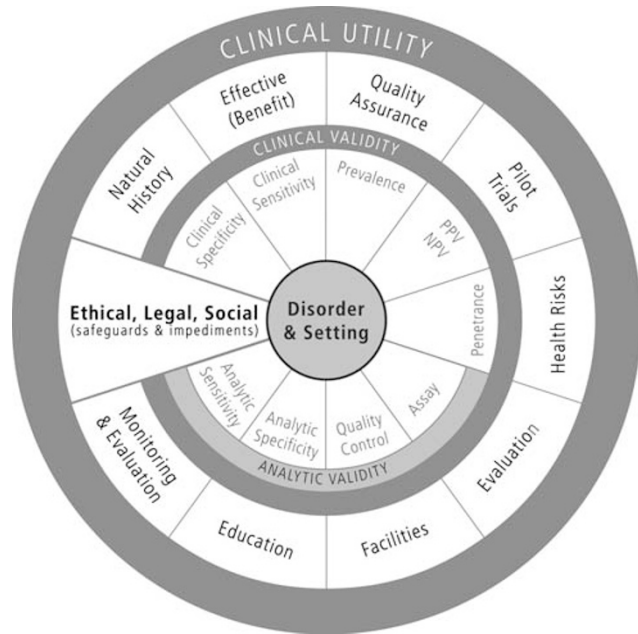 CLINICAL UTILITY
Effective
(Benefit)
Quality
Assurance
Pilot
Trials
Health Risks
Evaluation
Facilities
Education
Monitoring
& Evaluation
Ethical, Legal, Social
(safeguards & impediments)
Natural
History
CLINICAL VALIDITY
Clinical
Specificity
Clinical
Sensitivity
Prevalence
PPV
NPV
Penetrance
Disorder
& Setting
Analytic
Sensitivity
Analytic
Specificity
Quality
Control
Assay
ANALYTIC VALIDITY